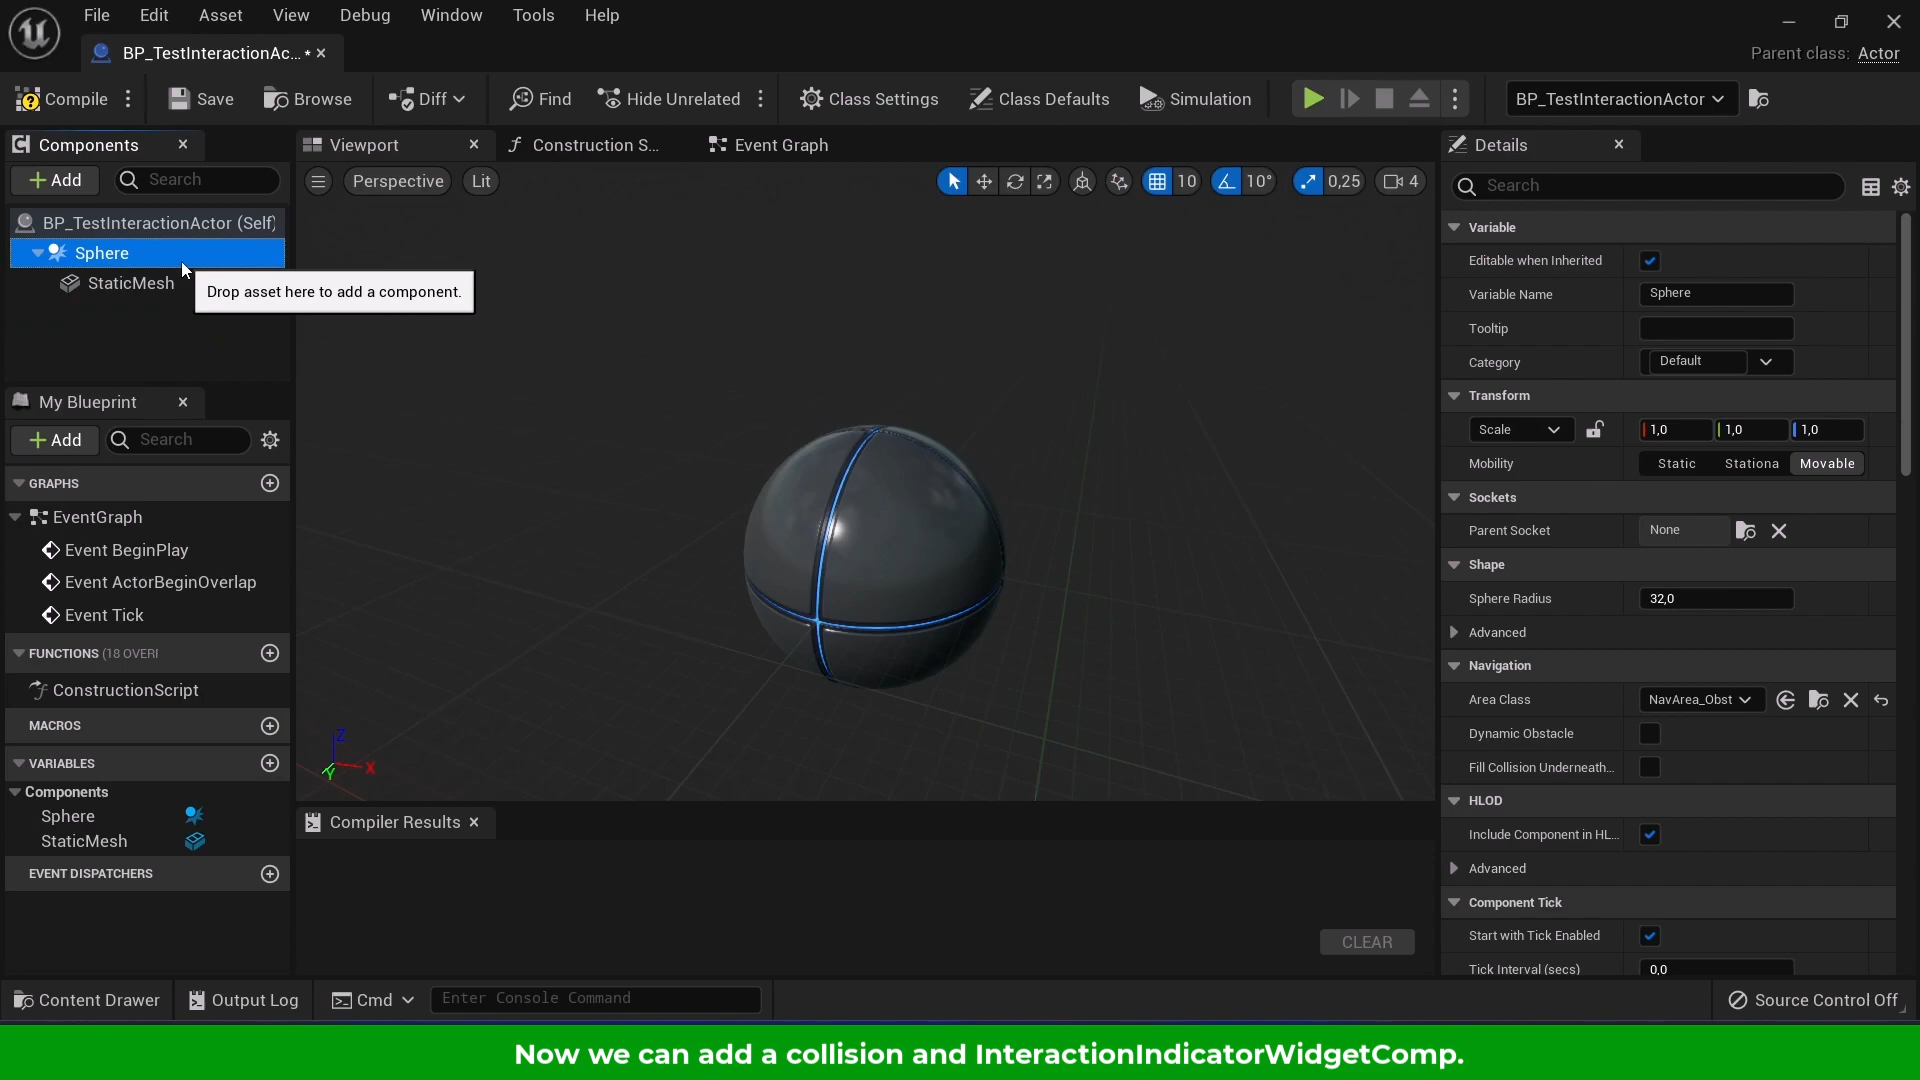 File Edit Asset View Debug Window Tools Help
BP_TestInteractionAc... *
Parent class: Actor
Compile Save Browse Diff Find Hide Unrelated Class Settings Class Defaults Simulation BP_TestInteractionActor
Components
Add Search
BP_TestInteractionActor (Self)
Sphere
StaticMesh
Drop asset here to add a component.
My Blueprint
Add Search
GRAPHS
EventGraph
Event BeginPlay
Event ActorBeginOverlap
Event Tick
FUNCTIONS (18 OVERI
ConstructionScript
MACROS
VARIABLES
Components
Sphere
StaticMesh
EVENT DISPATCHERS
Viewport Construction S... Event Graph
Perspective Lit 10 10° 0,25 4
Z
X
Y
Compiler Results
CLEAR
Details
Search
Variable
Editable when Inherited
Variable Name Sphere
Tooltip
Category Default
Transform
Scale 1,0 1,0 1,0
Mobility Static Stationa Movable
Sockets
Parent Socket None
Shape
Sphere Radius 32,0
Advanced
Navigation
Area Class NavArea_Obst
Dynamic Obstacle
Fill Collision Underneath...
HLOD
Include Component in HL...
Advanced
Component Tick
Start with Tick Enabled
Tick Interval (secs) 0,0
Content Drawer Output Log Cmd Enter Console Command Source Control Off
Now we can add a collision and InteractionIndicatorWidgetComp.